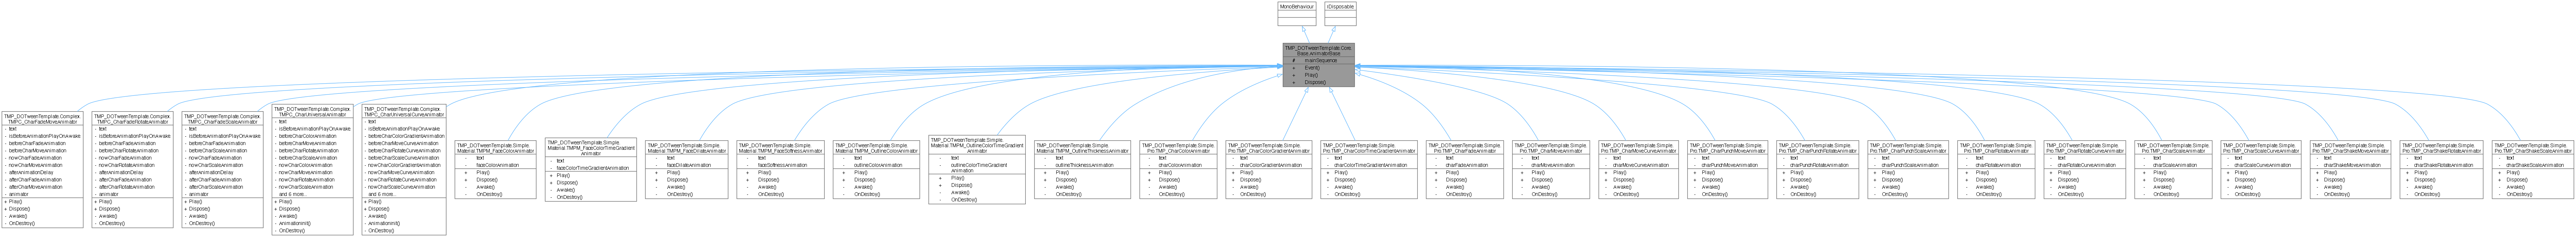 MonoBehaviour
IDisposable
TMP_DOTweenTemplate.Core.
Base.AnimatorBase
# mainSequence
+ Event()
+ Play()
+ Dispose()
TMP_DOTweenTemplate.Complex.
TMPC_CharFadeMoveAnimator
- text
- isBeforeAnimationPlayOnAwake
- beforeCharFadeAnimation
- beforeCharMoveAnimation
- nowCharFadeAnimation
- nowCharMoveAnimation
- afterAnimationDelay
- afterCharFadeAnimation
- afterCharMoveAnimation
- animator
+ Play()
+ Dispose()
- Awake()
- OnDestroy()
TMP_DOTweenTemplate.Complex.
TMPC_CharFadeRotateAnimator
- text
- isBeforeAnimationPlayOnAwake
- beforeCharFadeAnimation
- beforeCharRotateAnimation
- nowCharFadeAnimation
- nowCharRotateAnimation
- afterAnimationDelay
- afterCharFadeAnimation
- afterCharRotateAnimation
- animator
+ Play()
+ Dispose()
- Awake()
- OnDestroy()
TMP_DOTweenTemplate.Complex.
TMPC_CharFadeScaleAnimator
- text
- isBeforeAnimationPlayOnAwake
- beforeCharFadeAnimation
- beforeCharScaleAnimation
- nowCharFadeAnimation
- nowCharScaleAnimation
- afterAnimationDelay
- afterCharFadeAnimation
- afterCharScaleAnimation
- animator
+ Play()
+ Dispose()
- Awake()
- OnDestroy()
TMP_DOTweenTemplate.Complex.
TMPC_CharUniversalAnimator
- text
- isBeforeAnimationPlayOnAwake
- beforeCharColorAnimation
- beforeCharMoveAnimation
- beforeCharRotateAnimation
- beforeCharScaleAnimation
- nowCharColorAnimation
- nowCharMoveAnimation
- nowCharRotateAnimation
- nowCharScaleAnimation
and 6 more...
+ Play()
+ Dispose()
- Awake()
- AnimationInit()
- OnDestroy()
TMP_DOTweenTemplate.Complex.
TMPC_CharUniversalCurveAnimator
- text
- isBeforeAnimationPlayOnAwake
- beforeCharColorGradientAnimation
- beforeCharMoveCurveAnimation
- beforeCharRotateCurveAnimation
- beforeCharScaleCurveAnimation
- nowCharColorGradientAnimation
- nowCharMoveCurveAnimation
- nowCharRotateCurveAnimation
- nowCharScaleCurveAnimation
and 6 more...
+ Play()
+ Dispose()
- Awake()
- AnimationInit()
- OnDestroy()
TMP_DOTweenTemplate.Simple.
Material.TMPM_FaceColorAnimator
- text
- faceColorAnimation
+ Play()
+ Dispose()
- Awake()
- OnDestroy()
TMP_DOTweenTemplate.Simple.
Material.TMPM_FaceColorTimeGradient
Animator
- text
- faceColorTimeGradientAnimation
+ Play()
+ Dispose()
- Awake()
- OnDestroy()
TMP_DOTweenTemplate.Simple.
Material.TMPM_FaceDilateAnimator
- text
- faceDilateAnimation
+ Play()
+ Dispose()
- Awake()
- OnDestroy()
TMP_DOTweenTemplate.Simple.
Material.TMPM_FaceSoftnessAnimator
- text
- faceSoftnessAnimation
+ Play()
+ Dispose()
- Awake()
- OnDestroy()
TMP_DOTweenTemplate.Simple.
Material.TMPM_OutlineColorAnimator
- text
- outlineColorAnimation
+ Play()
+ Dispose()
- Awake()
- OnDestroy()
TMP_DOTweenTemplate.Simple.
Material.TMPM_OutlineColorTimeGradient
Animator
- text
- outlineColorTimeGradient
Animation
+ Play()
+ Dispose()
- Awake()
- OnDestroy()
TMP_DOTweenTemplate.Simple.
Material.TMPM_OutlineThicknessAnimator
- text
- outlineThicknessAnimation
+ Play()
+ Dispose()
- Awake()
- OnDestroy()
TMP_DOTweenTemplate.Simple.
Pro.TMP_CharColorAnimator
- text
- charColorAnimation
+ Play()
+ Dispose()
- Awake()
- OnDestroy()
TMP_DOTweenTemplate.Simple.
Pro.TMP_CharColorGradientAnimator
- text
- charColorGradientAnimation
+ Play()
+ Dispose()
- Awake()
- OnDestroy()
TMP_DOTweenTemplate.Simple.
Pro.TMP_CharColorTimeGradientAnimator
- text
- charColorTimeGradientAnimation
+ Play()
+ Dispose()
- Awake()
- OnDestroy()
TMP_DOTweenTemplate.Simple.
Pro.TMP_CharFadeAnimator
- text
- charFadeAnimation
+ Play()
+ Dispose()
- Awake()
- OnDestroy()
TMP_DOTweenTemplate.Simple.
Pro.TMP_CharMoveAnimator
- text
- charMoveAnimation
+ Play()
+ Dispose()
- Awake()
- OnDestroy()
TMP_DOTweenTemplate.Simple.
Pro.TMP_CharMoveCurveAnimator
- text
- charMoveCurveAnimation
+ Play()
+ Dispose()
- Awake()
- OnDestroy()
TMP_DOTweenTemplate.Simple.
Pro.TMP_CharPunchMoveAnimator
- text
- charPunchMoveAnimation
+ Play()
+ Dispose()
- Awake()
- OnDestroy()
TMP_DOTweenTemplate.Simple.
Pro.TMP_CharPunchRotateAnimator
- text
- charPunchRotateAnimation
+ Play()
+ Dispose()
- Awake()
- OnDestroy()
TMP_DOTweenTemplate.Simple.
Pro.TMP_CharPunchScaleAnimator
- text
- charPunchScaleAnimation
+ Play()
+ Dispose()
- Awake()
- OnDestroy()
TMP_DOTweenTemplate.Simple.
Pro.TMP_CharRotateAnimator
- text
- charRotateAnimation
+ Play()
+ Dispose()
- Awake()
- OnDestroy()
TMP_DOTweenTemplate.Simple.
Pro.TMP_CharRotateCurveAnimator
- text
- charRotateCurveAnimation
+ Play()
+ Dispose()
- Awake()
- OnDestroy()
TMP_DOTweenTemplate.Simple.
Pro.TMP_CharScaleAnimator
- text
- charScaleAnimation
+ Play()
+ Dispose()
- Awake()
- OnDestroy()
TMP_DOTweenTemplate.Simple.
Pro.TMP_CharScaleCurveAnimator
- text
- charScaleCurveAnimation
+ Play()
+ Dispose()
- Awake()
- OnDestroy()
TMP_DOTweenTemplate.Simple.
Pro.TMP_CharShakeMoveAnimator
- text
- charShakeMoveAnimation
+ Play()
+ Dispose()
- Awake()
- OnDestroy()
TMP_DOTweenTemplate.Simple.
Pro.TMP_CharShakeRotateAnimator
- text
- charShakeRotateAnimation
+ Play()
+ Dispose()
- Awake()
- OnDestroy()
TMP_DOTweenTemplate.Simple.
Pro.TMP_CharShakeScaleAnimator
- text
- charShakeScaleAnimation
+ Play()
+ Dispose()
- Awake()
- OnDestroy()